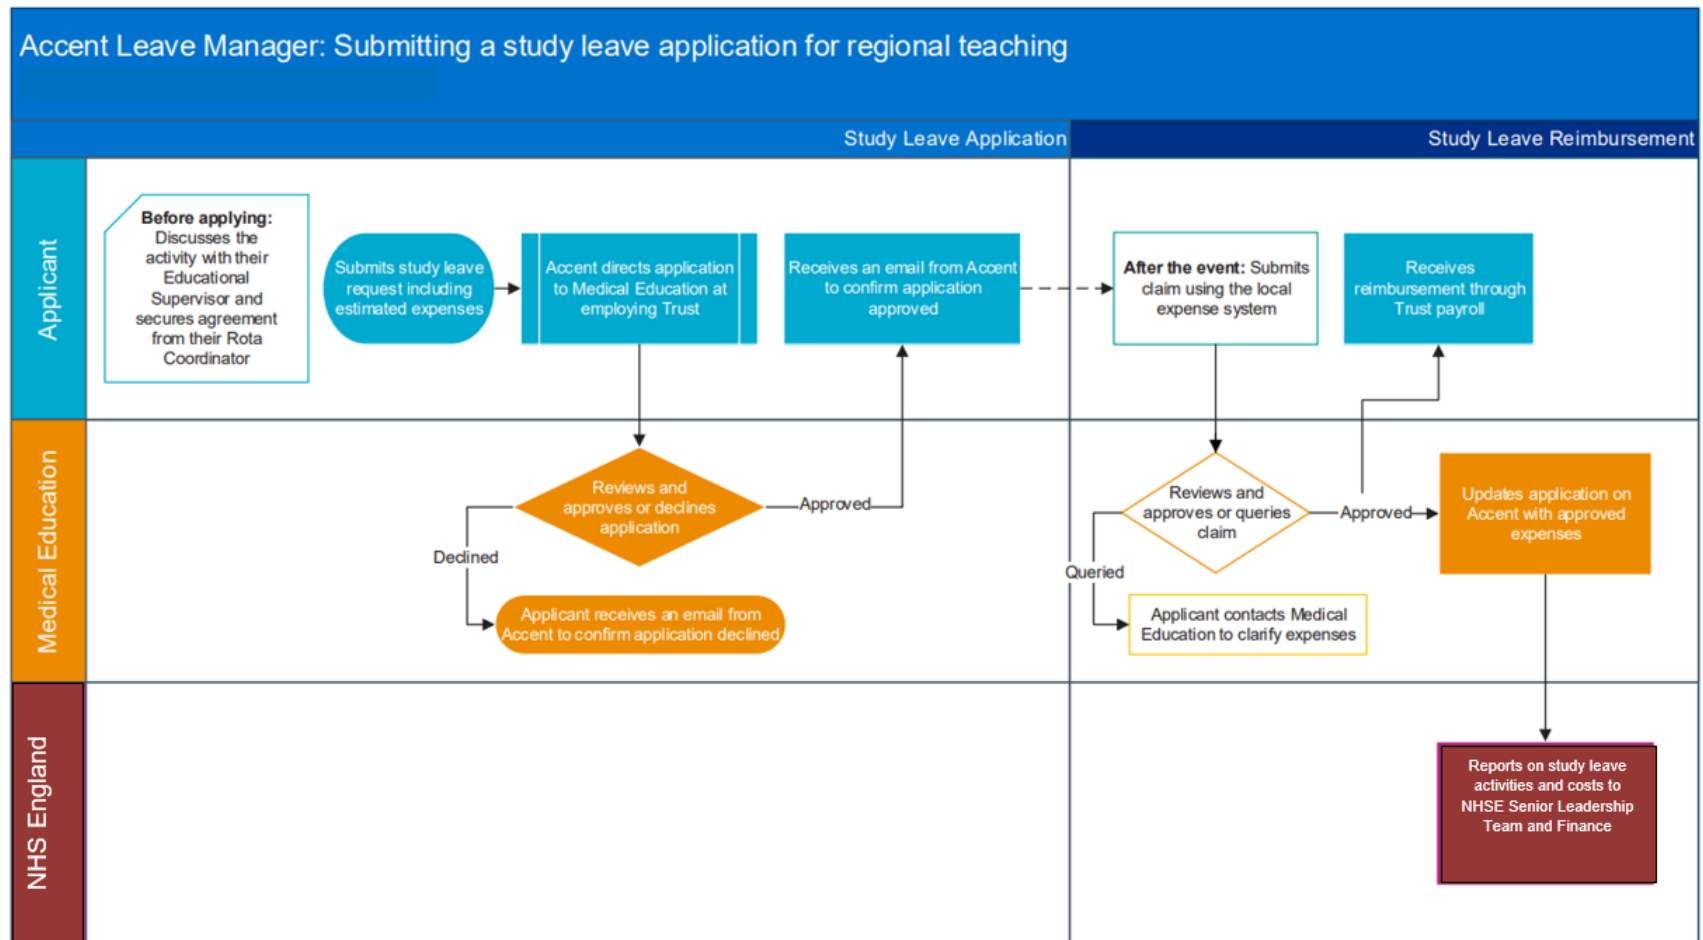 Accent Leave Manager: Submitting a study leave application for regional teaching
Study Leave Application
Study Leave Reimbursement
Applicant
Before applying:
Discusses the
activity with their
Educational
Supervisor and
secures agreement
from their Rota
Coordinator
Submits study leave
request including
estimated expenses
Accent directs application
to Medical Education at
employing Trust
Receives an email from Accent
to confirm application
approved
After the event: Submits
claim using the local
expense system
Receives
reimbursement through
Trust payroll
Medical Education
Reviews and
approves or declines
application
Approved
Declined
Applicant receives an email from
Accent to confirm application declined
Reviews and
approves or queries
claim
Approved
Queried
Applicant contacts Medical
Education to clarify expenses
Updates application on
Accent with approved
expenses
NHS England
Reports on study leave
activities and costs to
NHSE Senior Leadership
Team and Finance